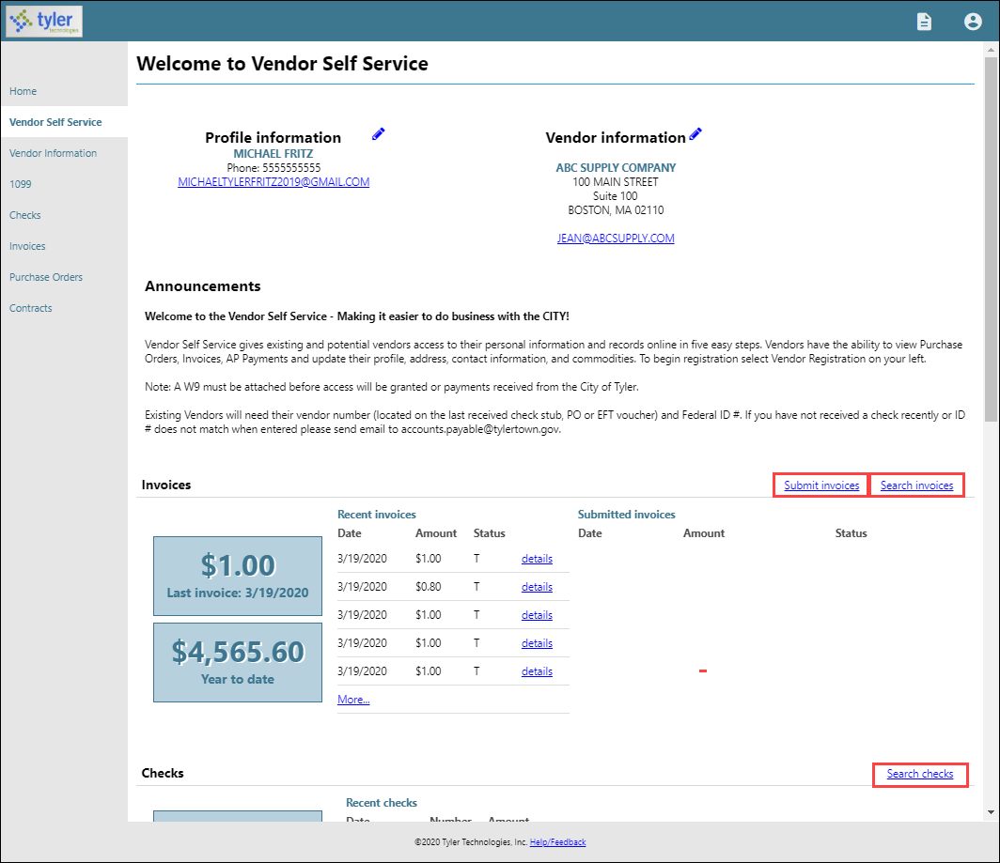 tyler
technologies
Home
Vendor Self Service
Vendor Information
1099
Checks
Invoices
Purchase Orders
Contracts
Welcome to Vendor Self Service
Profile information
MICHAEL FRITZ
Phone: 5555555555
MICHAELTYLERFRITZ2019@GMAIL.COM
Vendor information
ABC SUPPLY COMPANY
100 MAIN STREET
Suite 100
BOSTON, MA 02110
JEAN@ABCSUPPLY.COM
Announcements
Welcome to the Vendor Self Service - Making it easier to do business with the CITY!
Vendor Self Service gives existing and potential vendors access to their personal information and records online in five easy steps. Vendors have the ability to view Purchase
Orders, Invoices, AP Payments and update their profile, address, contact information, and commodities. To begin registration select Vendor Registration on your left.
Note: A W9 must be attached before access will be granted or payments received from the City of Tyler.
Existing Vendors will need their vendor number (located on the last received check stub, PO or EFT voucher) and Federal ID #. If you have not received a check recently or ID
# does not match when entered please send email to accounts.payable@tylertown.gov.
Invoices Submit invoices Search invoices
$1.00
Last invoice: 3/19/2020
$4,565.60
Year to date
Recent invoices
Date Amount Status
3/19/2020 $1.00 T details
3/19/2020 $0.80 T details
3/19/2020 $1.00 T details
3/19/2020 $1.00 T details
3/19/2020 $1.00 T details
More...
Submitted invoices
Date Amount Status
Checks Search checks
Recent checks
Date Number Amount
©2020 Tyler Technologies, Inc. Help/Feedback